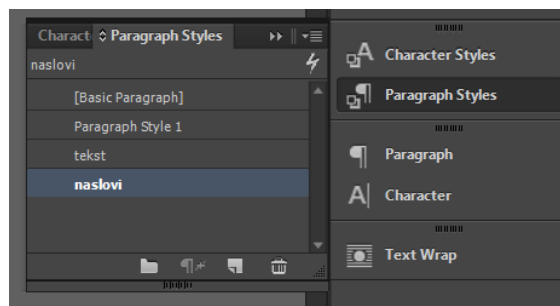 Charact Paragraph Styles
naslovi
[Basic Paragraph]
Paragraph Style 1
tekst
naslovi
Character Styles
Paragraph Styles
Paragraph
Character
Text Wrap